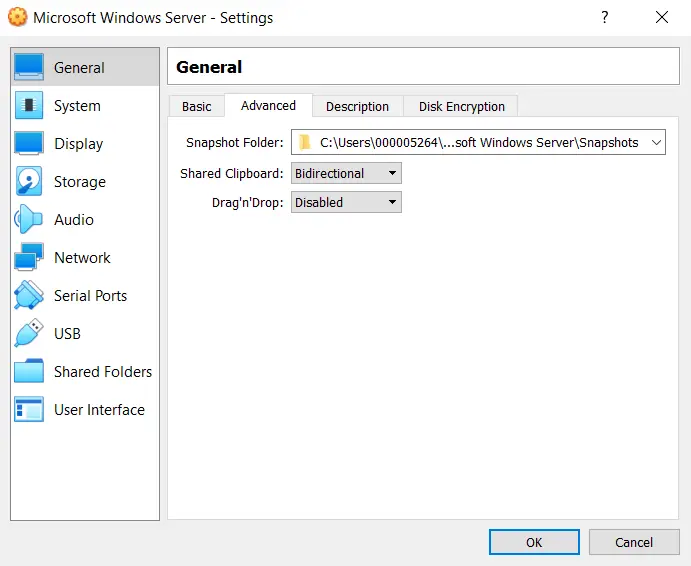 Microsoft Windows Server - Settings
?
General
System
Display
Storage
Audio
Network
Serial Ports
USB
Shared Folders
User Interface
General
Basic Advanced Description Disk Encryption
Snapshot Folder: C:\Users\000005264\...soft Windows Server\Snapshots
Shared Clipboard: Bidirectional
Drag'n'Drop: Disabled
OK Cancel